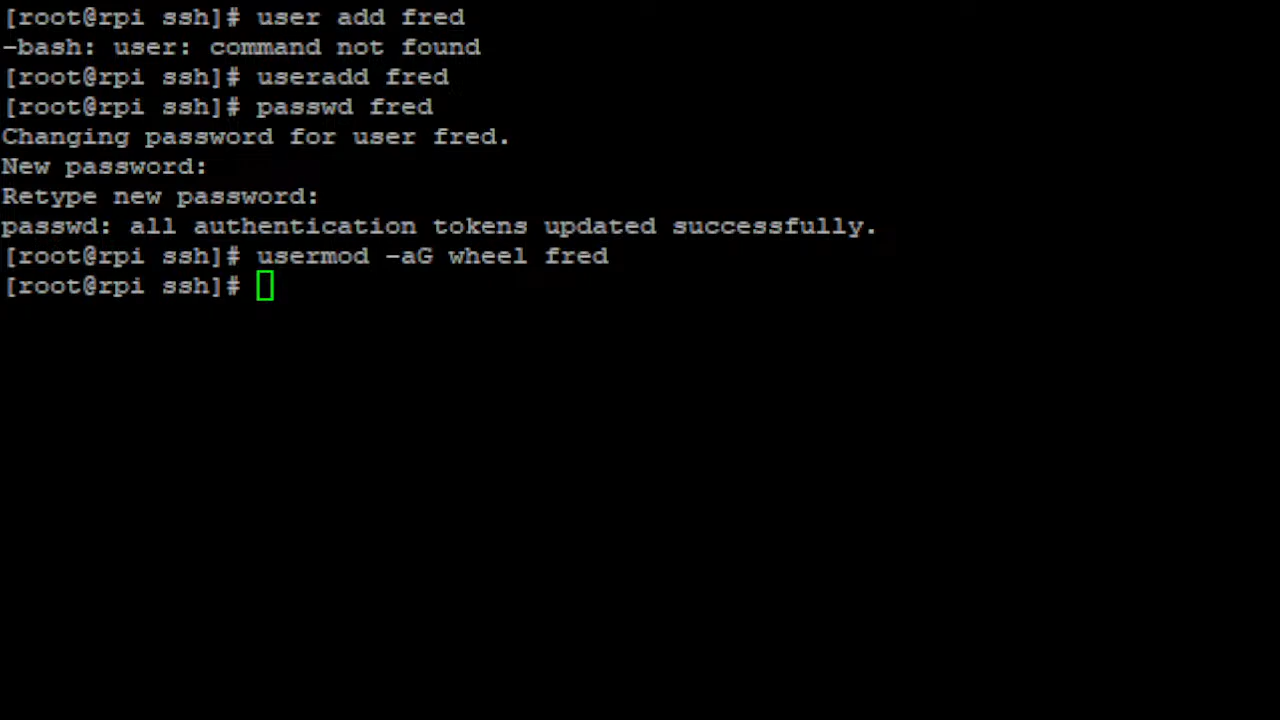 [root@rpi ssh]# user add fred
-bash: user: command not found
[root@rpi ssh]# useradd fred
[root@rpi ssh]# passwd fred
Changing password for user fred.
New password:
Retype new password:
passwd: all authentication tokens updated successfully.
[root@rpi ssh]# usermod -aG wheel fred
[root@rpi ssh]#